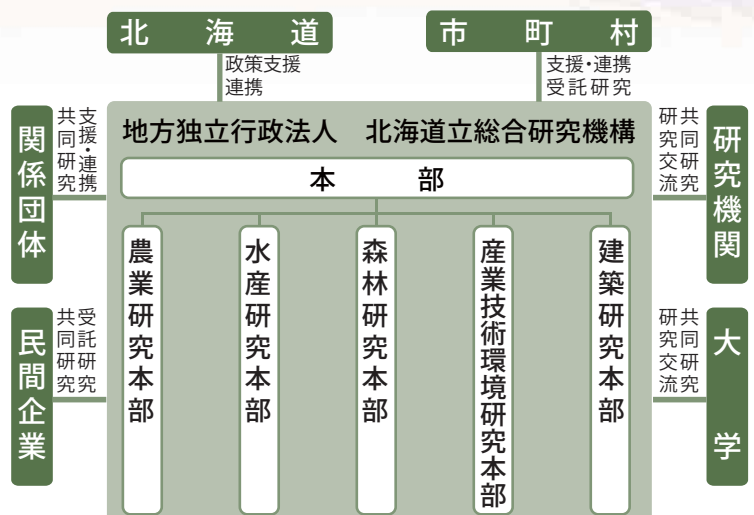 北海道
市町村
政策支援
連携
支援・連携
受託研究
関係団体
支援・連携
共同研究
地方独立行政法人　北海道立総合研究機構
共同研究
研究交流
研究機関
本部
農業研究本部
水産研究本部
森林研究本部
産業技術環境研究本部
建築研究本部
民間企業
受託研究
共同研究
共同研究
研究交流
大学